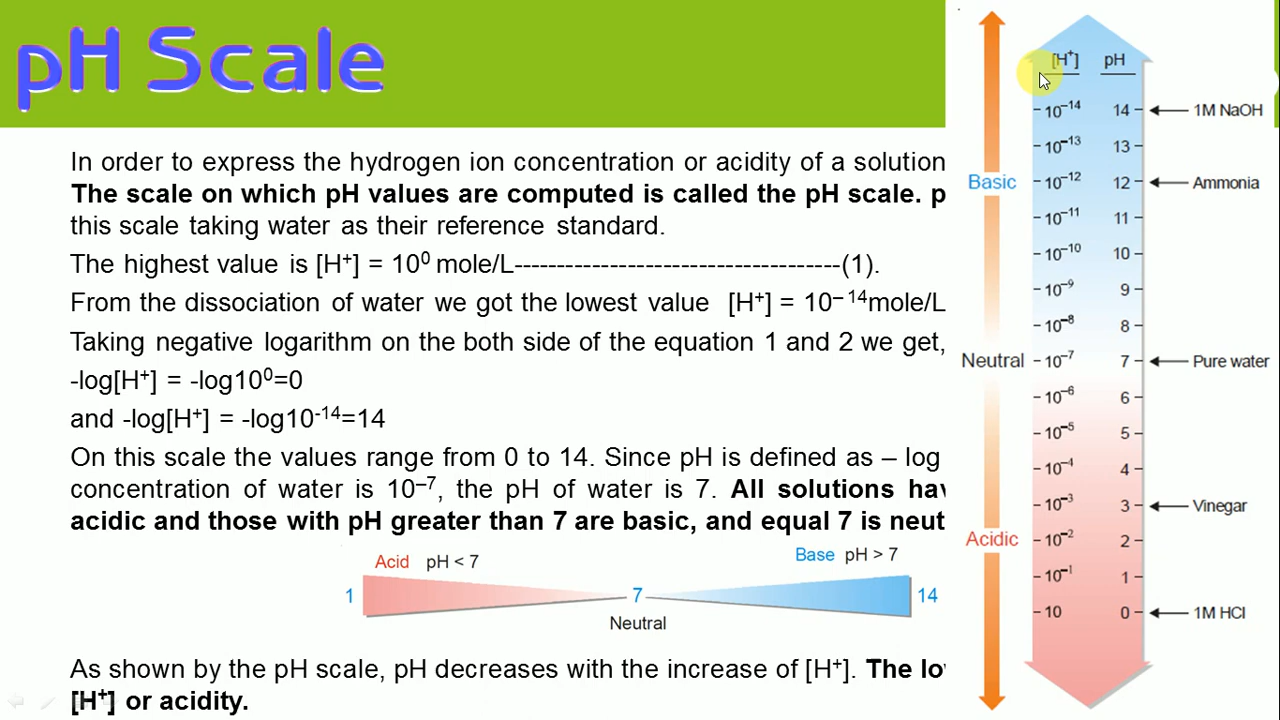 pH Scale
In order to express the hydrogen ion concentration or acidity of a solution
The scale on which pH values are computed is called the pH scale. p
this scale taking water as their reference standard.
The highest value is [H⁺] = 10⁰ mole/L---------------------------------------(1).
From the dissociation of water we got the lowest value [H⁺] = 10⁻¹⁴mole/L
Taking negative logarithm on the both side of the equation 1 and 2 we get,
-log[H⁺] = -log10⁰=0
and -log[H⁺] = -log10⁻¹⁴=14
On this scale the values range from 0 to 14. Since pH is defined as – log
concentration of water is 10⁻⁷, the pH of water is 7. All solutions hav
acidic and those with pH greater than 7 are basic, and equal 7 is neut
Acid pH < 7
Base pH > 7
1 7 14
Neutral
As shown by the pH scale, pH decreases with the increase of [H⁺]. The lo
[H⁺] or acidity.
[H⁺] pH
10⁻¹⁴ 14 1M NaOH
10⁻¹³ 13
Basic 10⁻¹² 12 Ammonia
10⁻¹¹ 11
10⁻¹⁰ 10
10⁻⁹ 9
10⁻⁸ 8
Neutral 10⁻⁷ 7 Pure water
10⁻⁶ 6
10⁻⁵ 5
10⁻⁴ 4
10⁻³ 3 Vinegar
Acidic 10⁻² 2
10⁻¹ 1
10 0 1M HCl